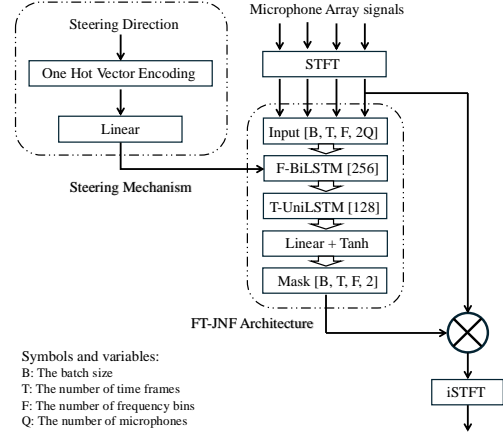 Microphone Array signals
Steering Direction
One Hot Vector Encoding
Linear
Steering Mechanism
STFT
Input [B, T, F, 2Q]
F-BiLSTM [256]
T-UniLSTM [128]
Linear + Tanh
Mask [B, T, F, 2]
FT-JNF Architecture
iSTFT
Symbols and variables:
B: The batch size
T: The number of time frames
F: The number of frequency bins
Q: The number of microphones